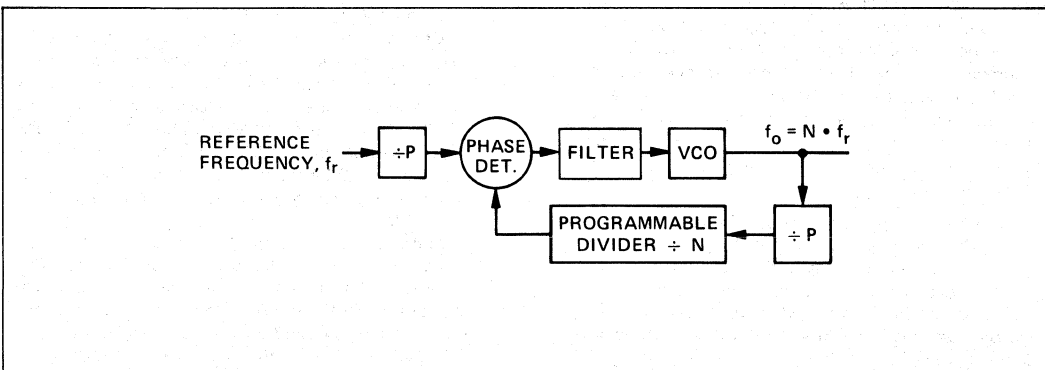 REFERENCE
FREQUENCY, fr
÷P
PHASE
DET.
FILTER
VCO
fo = N • fr
PROGRAMMABLE
DIVIDER ÷ N
÷ P